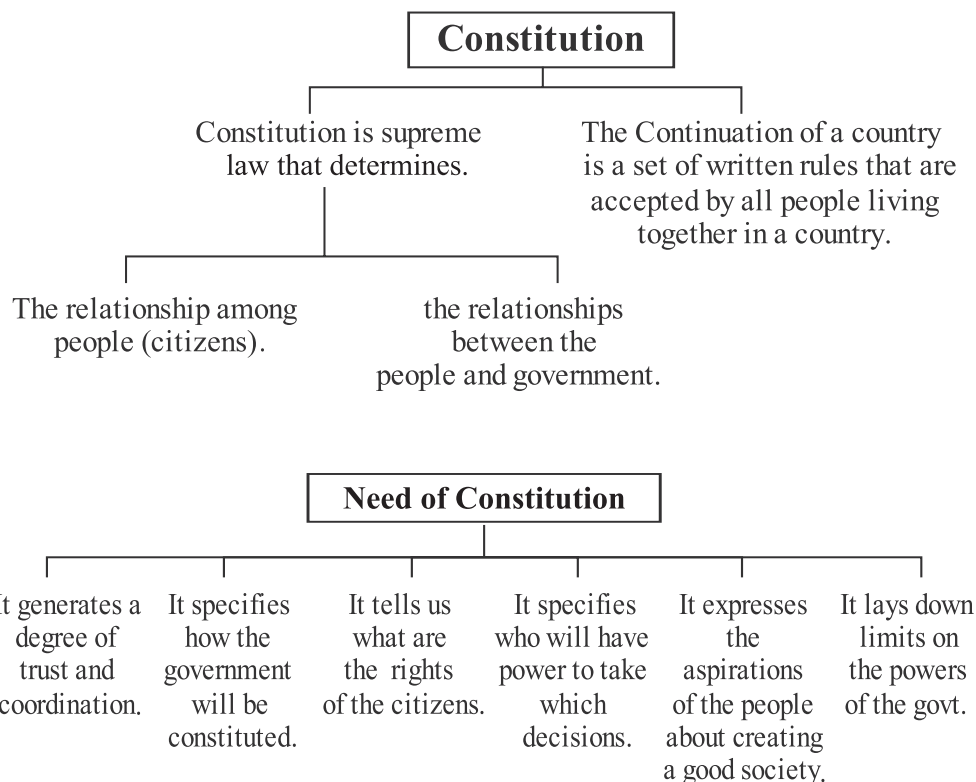 Constitution
Constitution is supreme
law that determines.
The Continuation of a country
is a set of written rules that are
accepted by all people living
together in a country.
The relationship among
people (citizens).
the relationships
between the
people and government.
Need of Constitution
It generates a
degree of
trust and
coordination.
It specifies
how the
government
will be
constituted.
It tells us
what are
the rights
of the citizens.
It specifies
who will have
power to take
which
decisions.
It expresses
the
aspirations
of the people
about creating
a good society.
It lays down
limits on
the powers
of the govt.